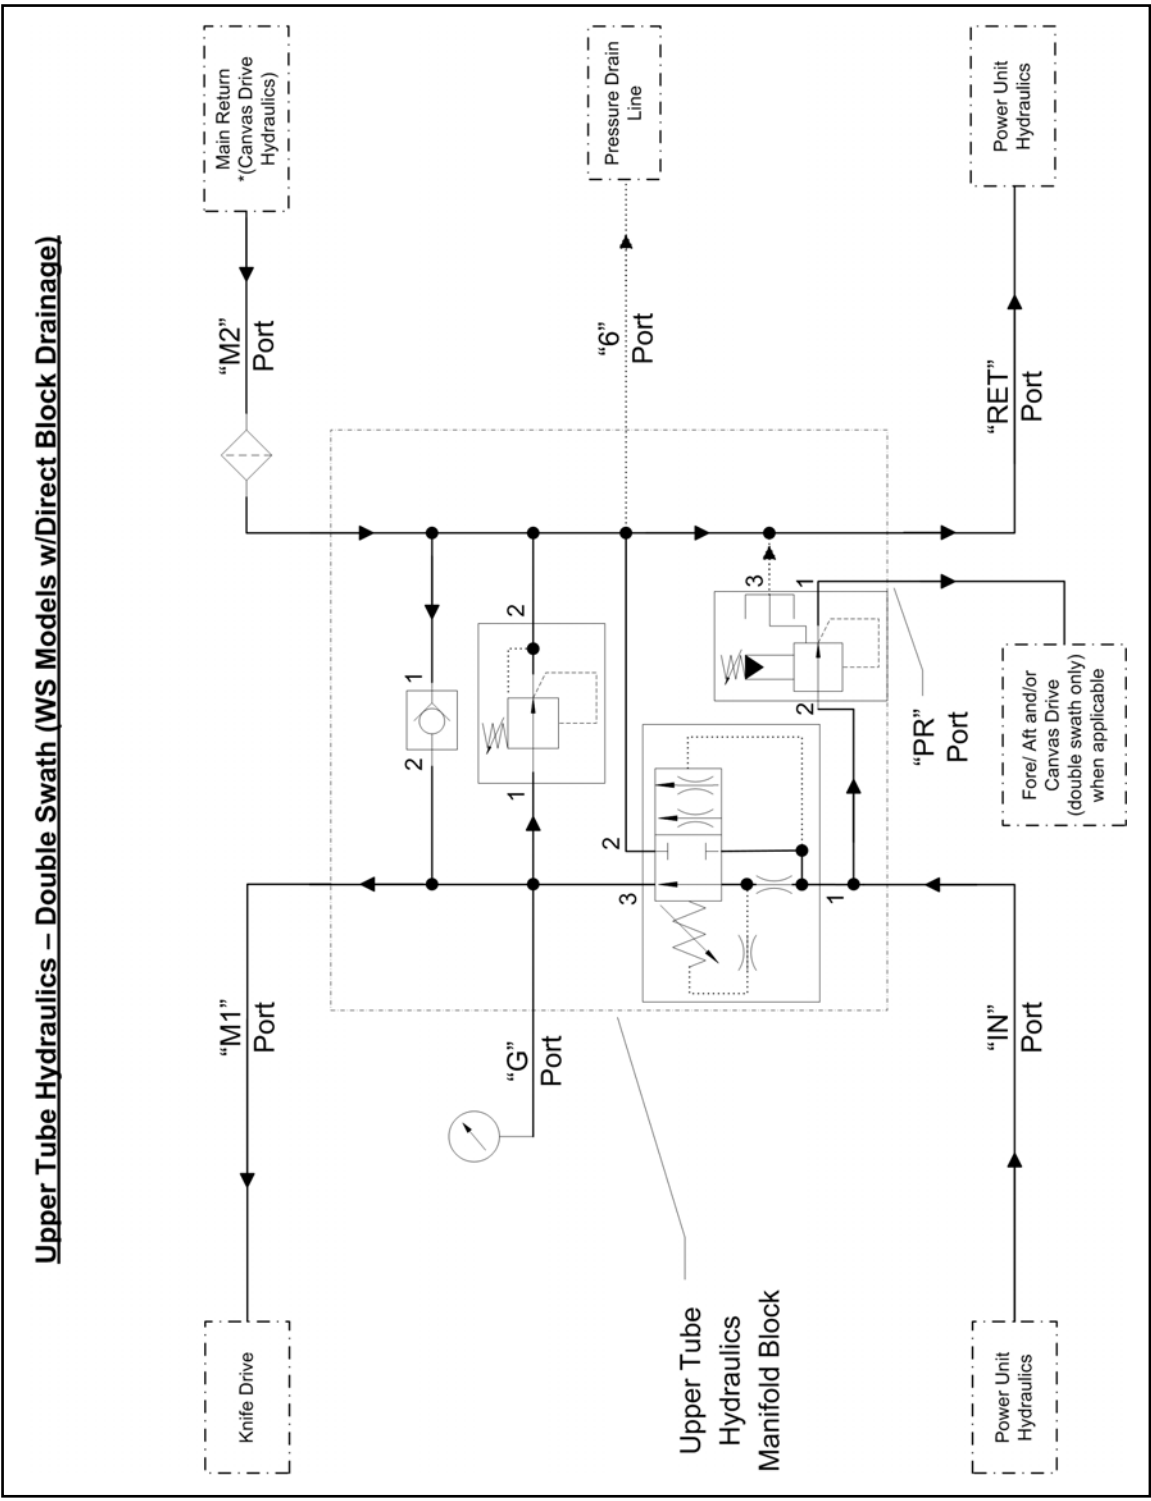 Upper Tube Hydraulics – Double Swath (WS Models w/Direct Block Drainage)
Knife Drive
“M1”
Port
“M2”
Port
Main Return
*(Canvas Drive
Hydraulics)
2
1
“G”
Port
1
2
“6”
Port
Pressure Drain
Line
3
2
1
Upper Tube
Hydraulics
Manifold Block
2
3
1
“PR”
Port
Fore/ Aft and/or
Canvas Drive
(double swath only)
when applicable
Power Unit
Hydraulics
“IN”
Port
“RET”
Port
Power Unit
Hydraulics